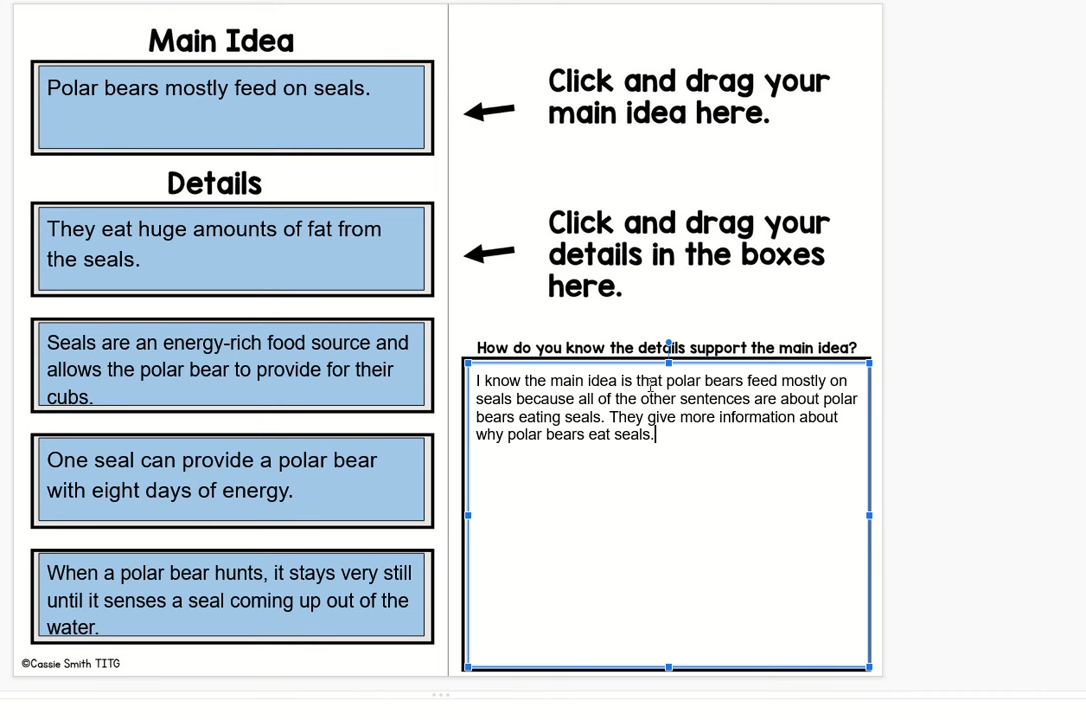 Main Idea
Polar bears mostly feed on seals.
Click and drag your
main idea here.
Details
They eat huge amounts of fat from
the seals.
Click and drag your
details in the boxes
here.
Seals are an energy-rich food source and
allows the polar bear to provide for their
cubs.
One seal can provide a polar bear
with eight days of energy.
When a polar bear hunts, it stays very still
until it senses a seal coming up out of the
water.
How do you know the details support the main idea?
I know the main idea is that polar bears feed mostly on
seals because all of the other sentences are about polar
bears eating seals. They give more information about
why polar bears eat seals.
©Cassie Smith TITG